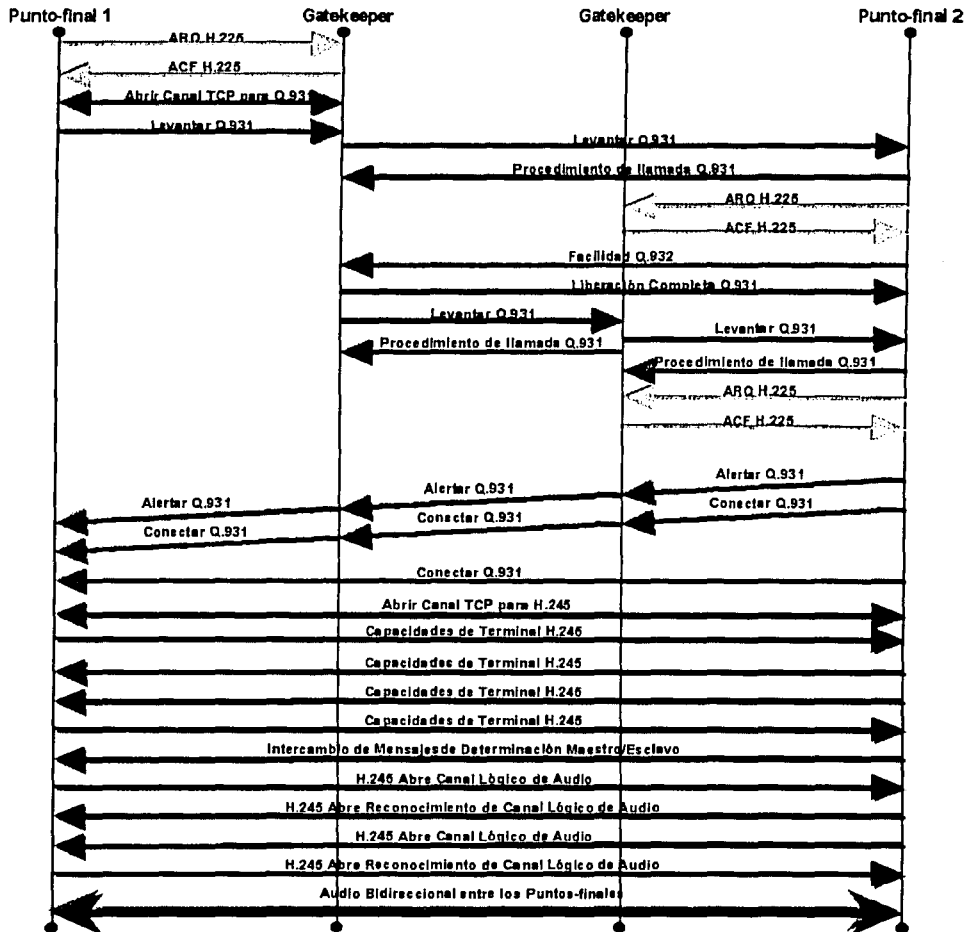 Punto-final 1 Gatekeeper Gatekeeper Punto-final 2
ARQ H.225
ACF H.225
Abrir Canal TCP para Q.931
Levantar Q.931
Levantar Q.931
Procedimiento de llamada Q.931
ARQ H.225
ACF H.225
Facilidad Q.932
Liberación Completa Q.931
Levantar Q.931
Levantar Q.931
Procedimiento de llamada Q.931
Procedimiento de llamada Q.931
ARQ H.225
ACF H.225
Alertar Q.931
Alertar Q.931
Alertar Q.931
Conectar Q.931
Conectar Q.931
Conectar Q.931
Conectar Q.931
Abrir Canal TCP para H.245
Capacidades de Terminal H.245
Capacidades de Terminal H.245
Capacidades de Terminal H.245
Capacidades de Terminal H.245
Intercambio de Mensajes de Determinación Maestro/Esclavo
H.245 Abre Canal Lógico de Audio
H.245 Abre Reconocimiento de Canal Lógico de Audio
H.245 Abre Canal Lógico de Audio
H.245 Abre Reconocimiento de Canal Lógico de Audio
Audio Bidireccional entre los Puntos-finales